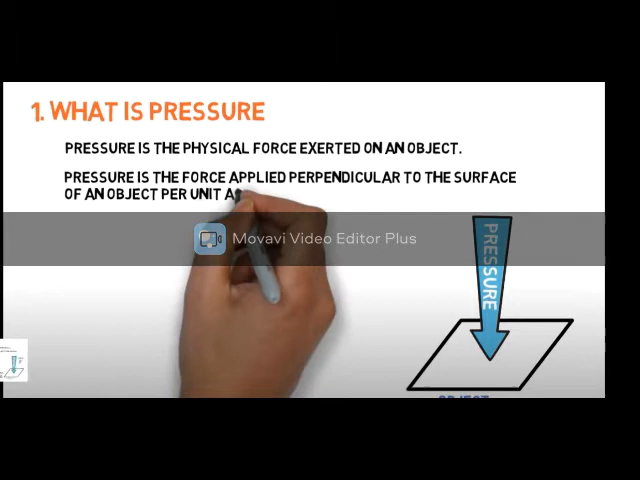 1. WHAT IS PRESSURE
PRESSURE IS THE PHYSICAL FORCE EXERTED ON AN OBJECT.
PRESSURE IS THE FORCE APPLIED PERPENDICULAR TO THE SURFACE
OF AN OBJECT PER UNIT A
Movavi Video Editor Plus
PRESSURE
OBJECT